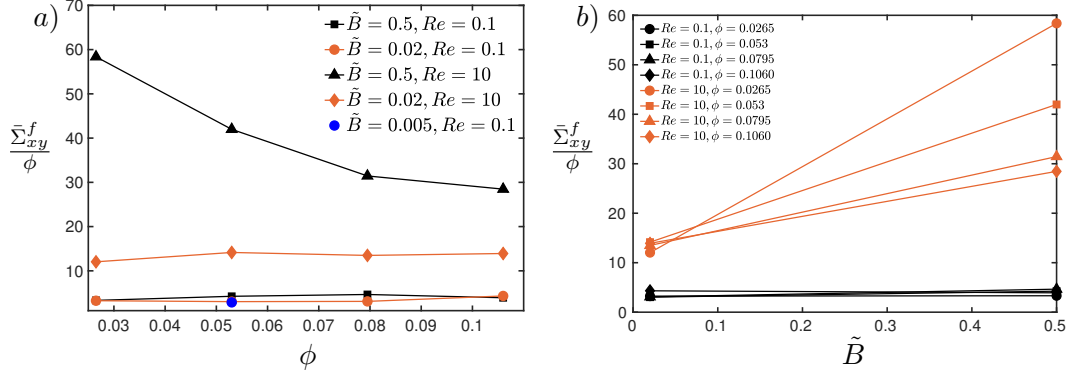 a)
70
60
50
40
30
20
10
0.03 0.04 0.05 0.06 0.07 0.08 0.09 0.1
ϕ
Σ̄ᶠₓᵧ/ϕ
B̃ = 0.5, Re = 0.1
B̃ = 0.02, Re = 0.1
B̃ = 0.5, Re = 10
B̃ = 0.02, Re = 10
B̃ = 0.005, Re = 0.1
b)
60
50
40
30
20
10
0
0 0.1 0.2 0.3 0.4 0.5
B̃
Σ̄ᶠₓᵧ/ϕ
Re = 0.1, ϕ = 0.0265
Re = 0.1, ϕ = 0.053
Re = 0.1, ϕ = 0.0795
Re = 0.1, ϕ = 0.1060
Re = 10, ϕ = 0.0265
Re = 10, ϕ = 0.053
Re = 10, ϕ = 0.0795
Re = 10, ϕ = 0.1060